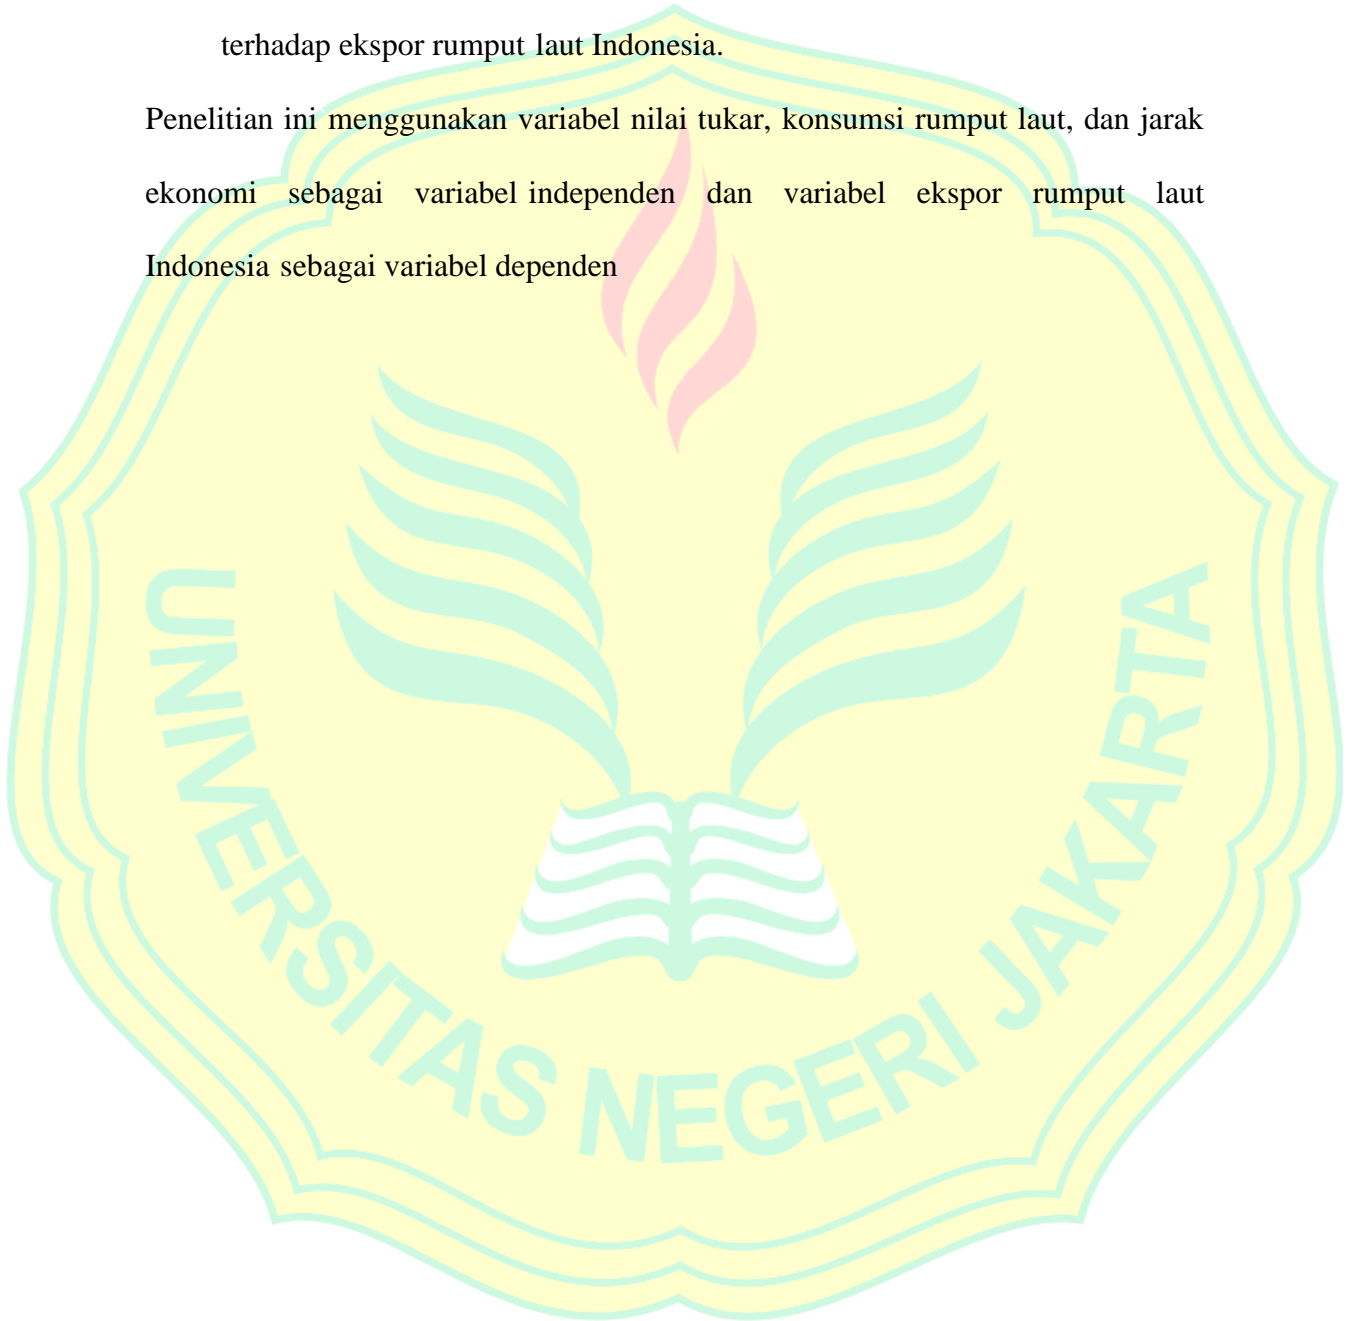 terhadap ekspor rumput laut Indonesia.
Penelitian ini menggunakan variabel nilai tukar, konsumsi rumput laut, dan jarak
ekonomi sebagai variabel independen dan variabel ekspor rumput laut
Indonesia sebagai variabel dependen
UNIVERSITAS NEGERI JAKARTA